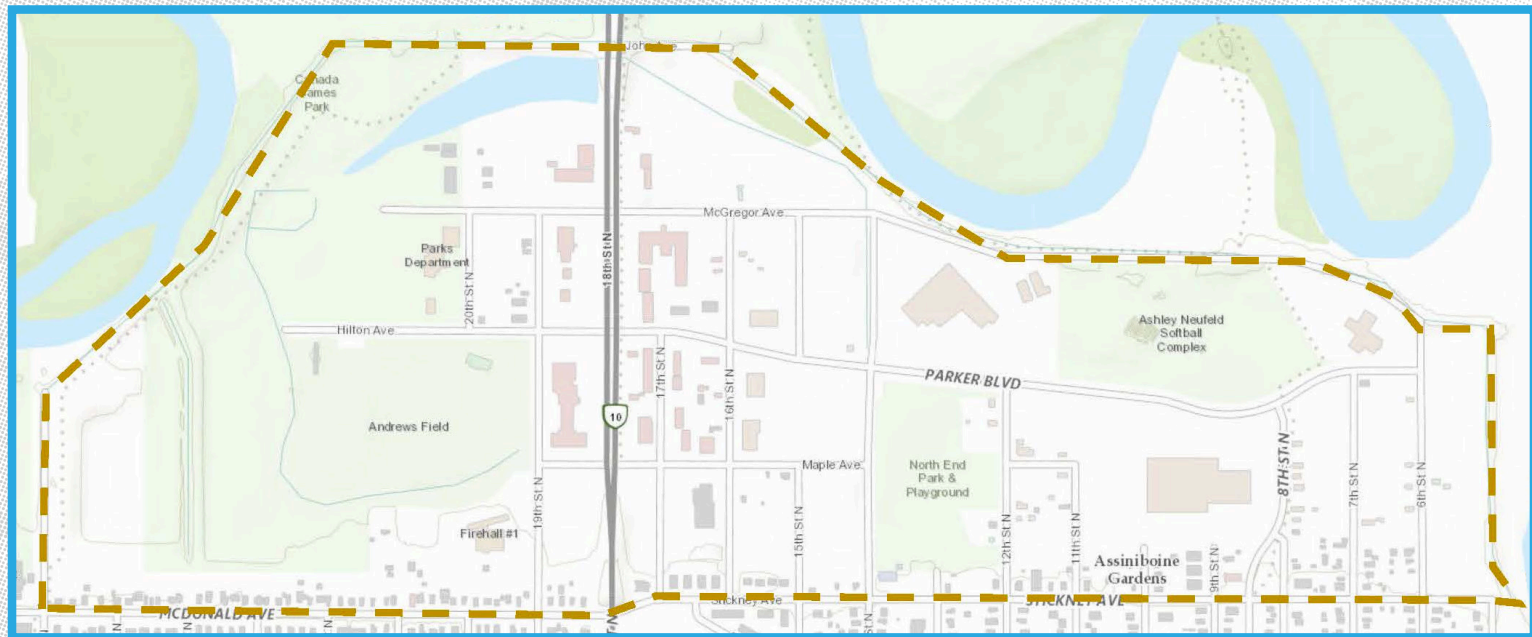 John Ave
Canada
Games
Park
McGregor Ave
18th St N
Parks
Department
20th St N
Hilton Ave
Ashley Neufeld
Softball
Complex
17th St N
16th St N
PARKER BLVD
10
Andrews Field
Maple Ave
North End
Park &
Playground
8TH ST N
7th St N
6th St N
19th St N
Firehall #1
15th St N
12th St N
11th St N
Assiniboine
Gardens
9th St N
MCDONALD AVE
Stickney Ave
STICKNEY AVE